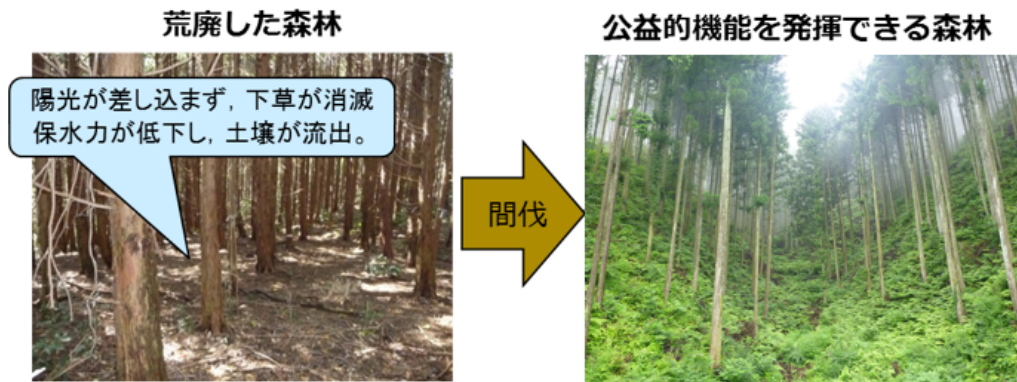 荒廃した森林
公益的機能を発揮できる森林
陽光が差し込まず，下草が消滅
保水力が低下し，土壌が流出。
間伐